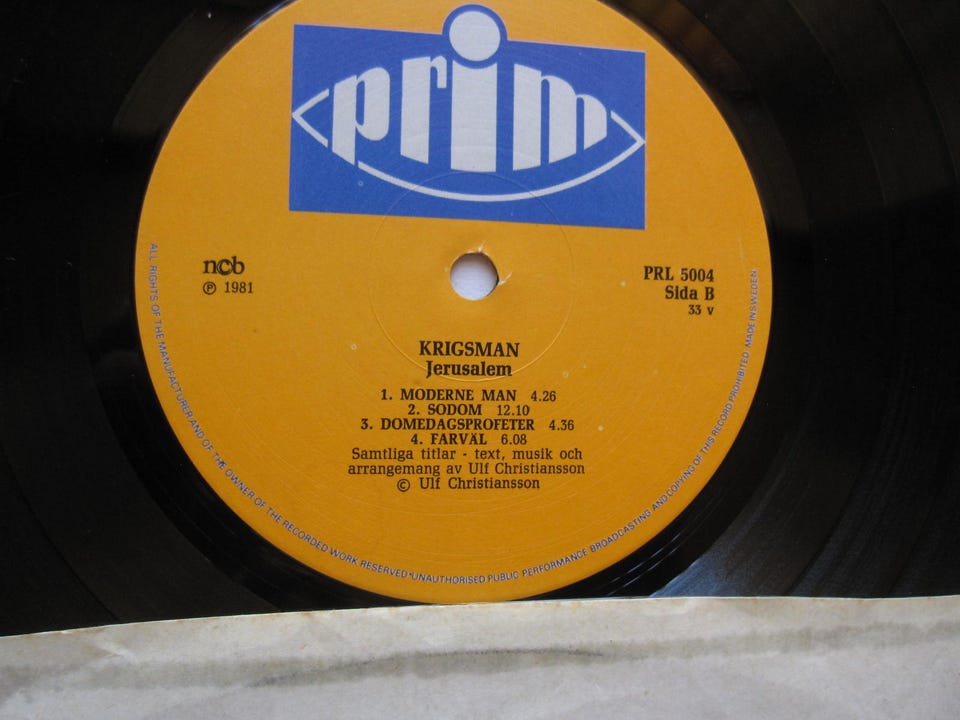 prim
ncb
℗ 1981
PRL 5004
Sida B
33 v
KRIGSMAN
Jerusalem
1. MODERNE MAN 4.26
2. SODOM 12.10
3. DOMEDAGSPROFETER 4.36
4. FARVÄL 6.08
Samtliga titlar - text, musik och
arrangemang av Ulf Christiansson
© Ulf Christiansson
ALL RIGHTS OF THE MANUFACTURER AND OF THE OWNER OF THE RECORDED WORK RESERVED•UNAUTHORISED PUBLIC PERFORMANCE BROADCASTING AND COPYING OF THIS RECORD PROHIBITED MADE IN SWEDEN